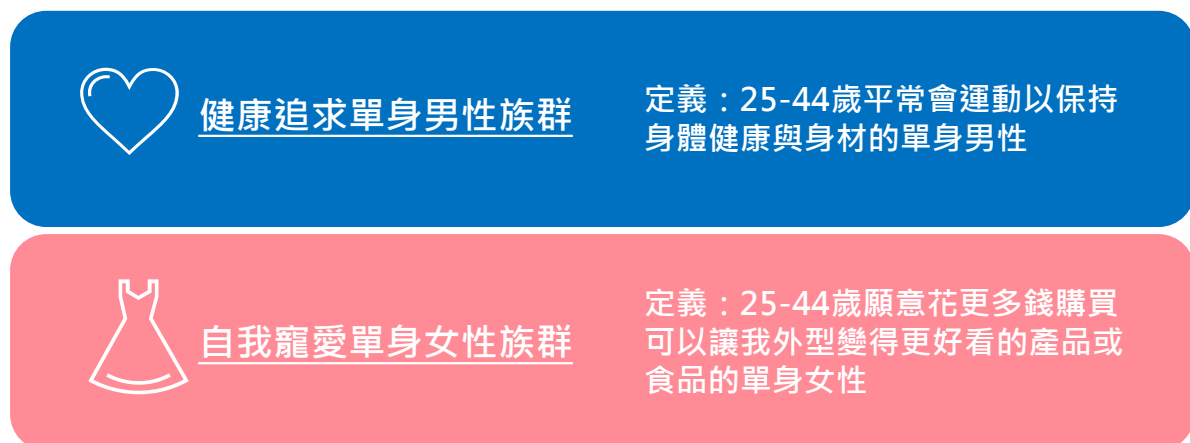 健康追求單身男性族群
定義：25-44歲平常會運動以保持
身體健康與身材的單身男性
自我寵愛單身女性族群
定義：25-44歲願意花更多錢購買
可以讓我外型變得更好看的產品或
食品的單身女性